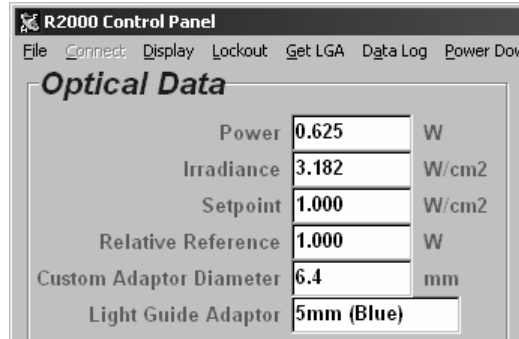 R2000 Control Panel
File Connect Display Lockout Get LGA Data Log Power Dow
Optical Data
Power 0.625 W
Irradiance 3.182 W/cm2
Setpoint 1.000 W/cm2
Relative Reference 1.000 W
Custom Adaptor Diameter 6.4 mm
Light Guide Adaptor 5mm (Blue)